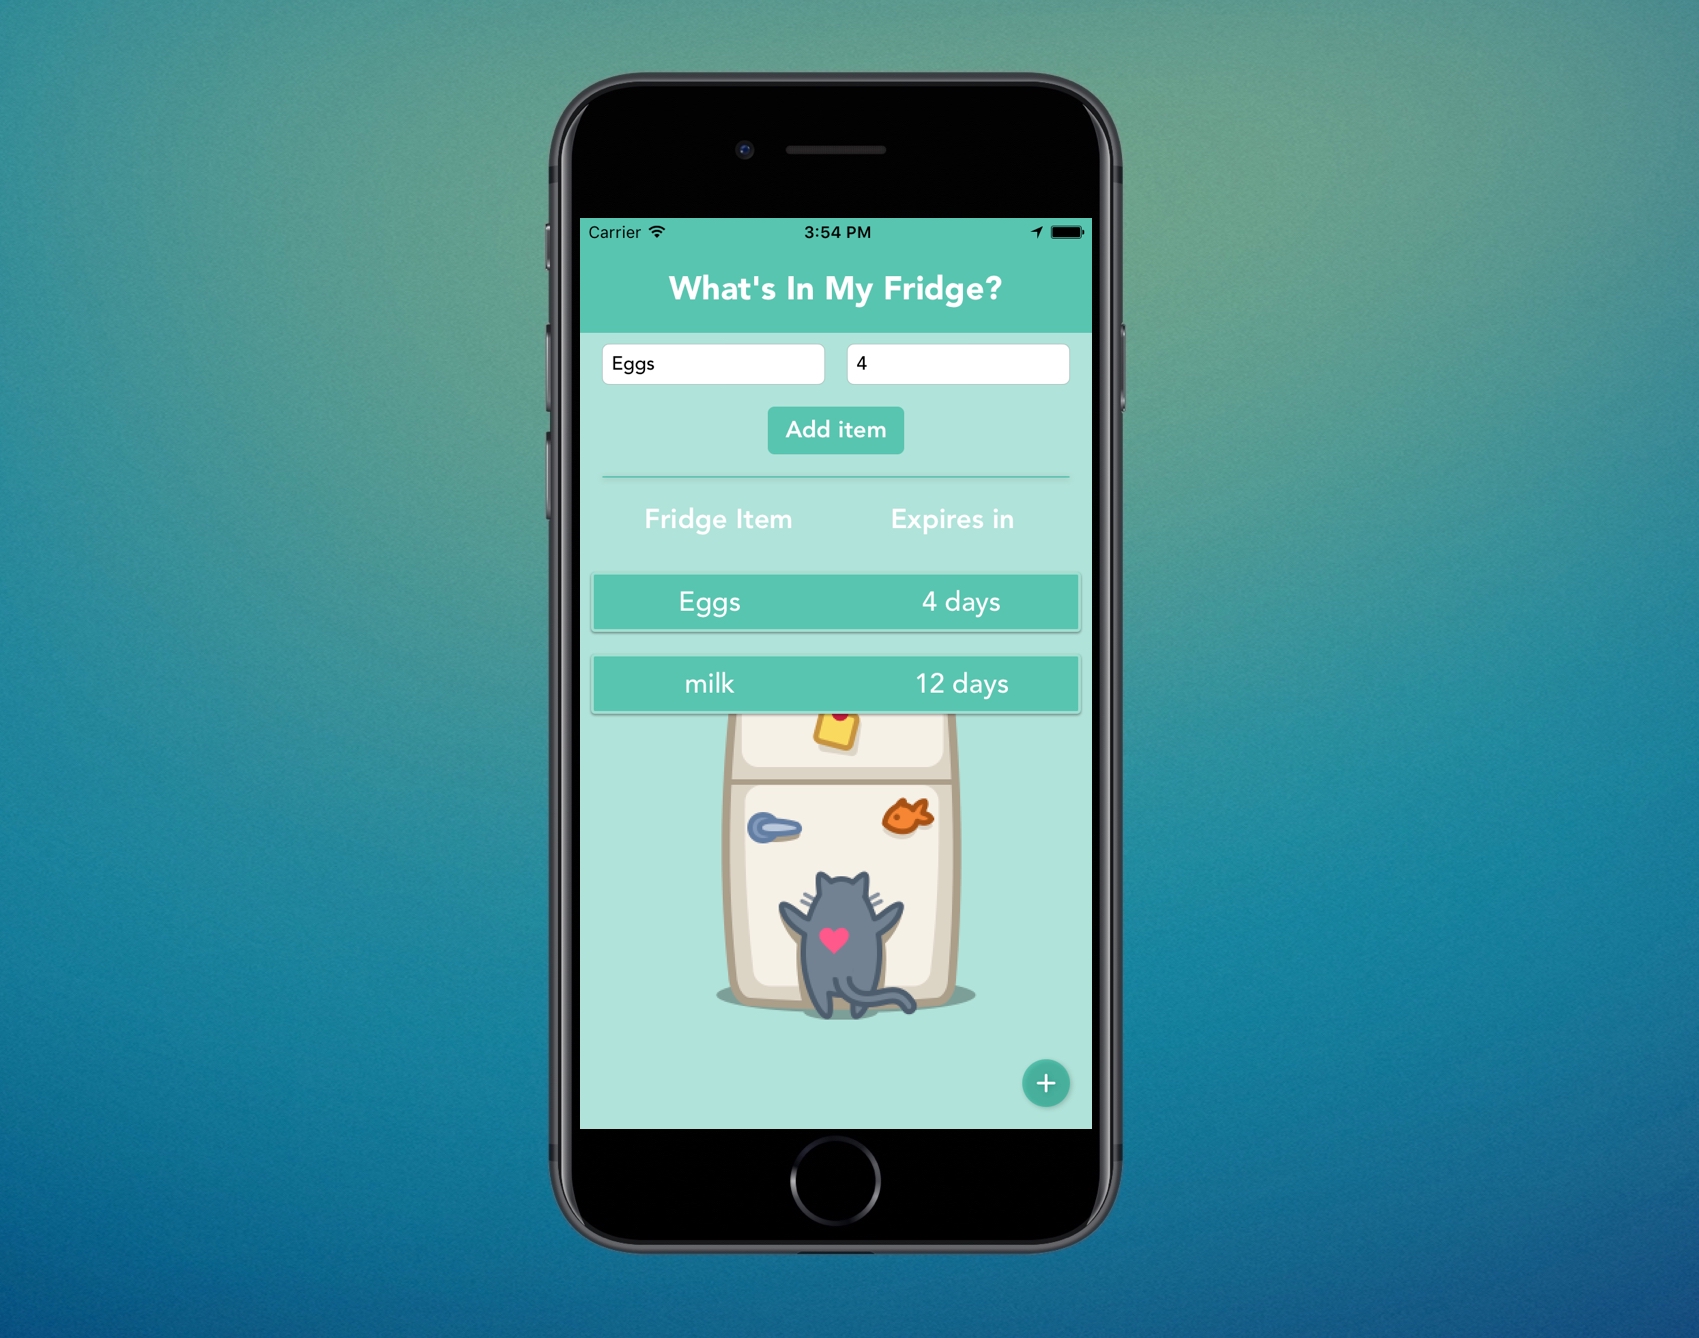 Carrier 3:54 PM
What's In My Fridge?
Eggs 4
Add item
Fridge Item Expires in
Eggs 4 days
milk 12 days
+